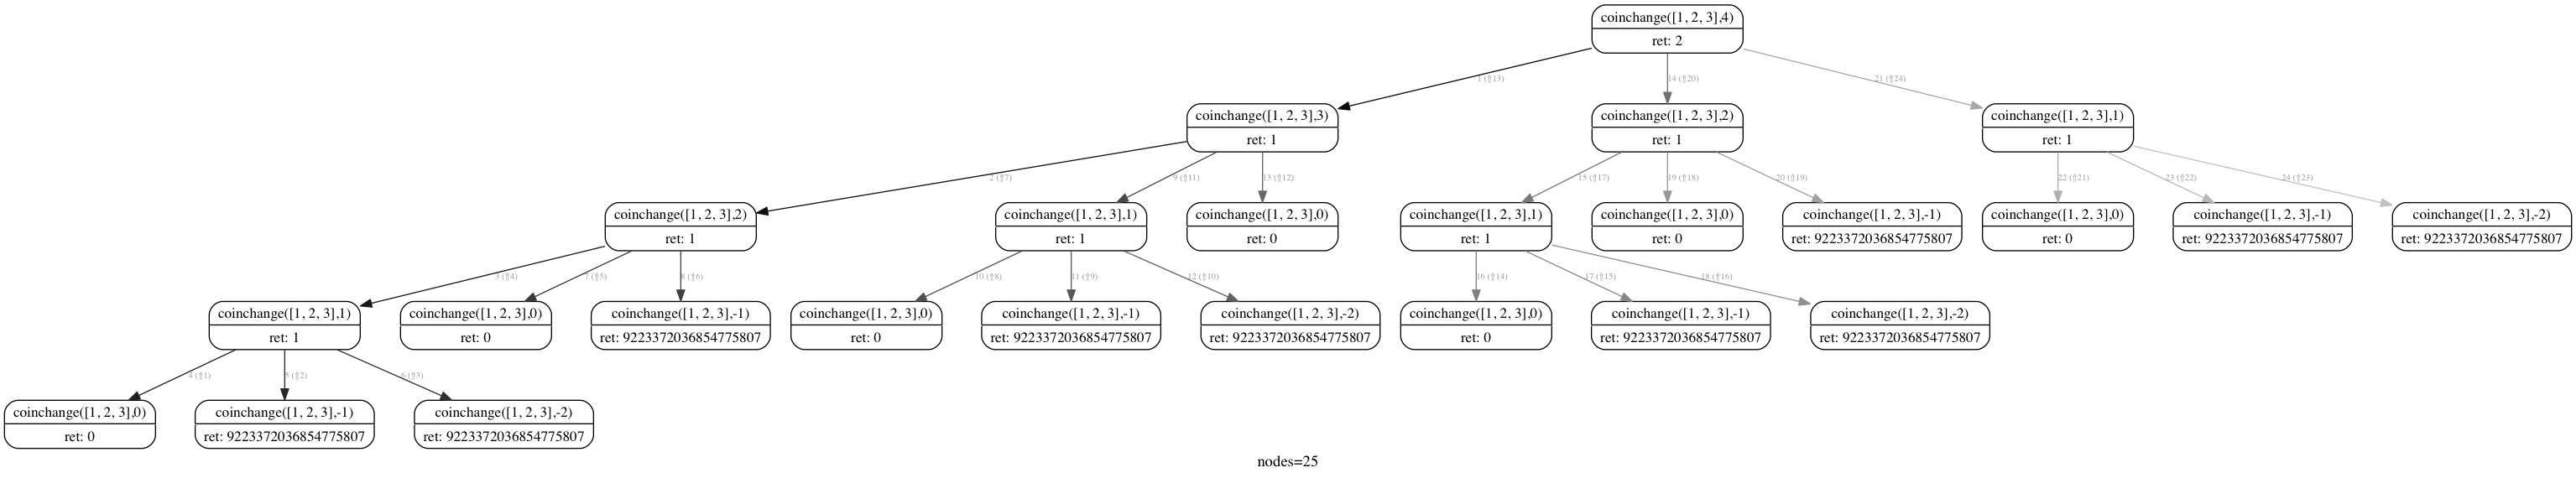 coinchange([1, 2, 3],4)
ret: 2
1 (⇑13)
14 (⇑20)
21 (⇑24)
coinchange([1, 2, 3],3)
ret: 1
coinchange([1, 2, 3],2)
ret: 1
coinchange([1, 2, 3],1)
ret: 1
2 (⇑7)
9 (⇑11)
13 (⇑12)
15 (⇑17)
19 (⇑18)
20 (⇑19)
22 (⇑21)
23 (⇑22)
24 (⇑23)
coinchange([1, 2, 3],2)
ret: 1
coinchange([1, 2, 3],1)
ret: 1
coinchange([1, 2, 3],0)
ret: 0
coinchange([1, 2, 3],1)
ret: 1
coinchange([1, 2, 3],0)
ret: 0
coinchange([1, 2, 3],-1)
ret: 9223372036854775807
coinchange([1, 2, 3],0)
ret: 0
coinchange([1, 2, 3],-1)
ret: 9223372036854775807
coinchange([1, 2, 3],-2)
ret: 9223372036854775807
3 (⇑4)
7 (⇑5)
8 (⇑6)
10 (⇑8)
11 (⇑9)
12 (⇑10)
16 (⇑14)
17 (⇑15)
18 (⇑16)
coinchange([1, 2, 3],1)
ret: 1
coinchange([1, 2, 3],0)
ret: 0
coinchange([1, 2, 3],-1)
ret: 9223372036854775807
coinchange([1, 2, 3],0)
ret: 0
coinchange([1, 2, 3],-1)
ret: 9223372036854775807
coinchange([1, 2, 3],-2)
ret: 9223372036854775807
coinchange([1, 2, 3],0)
ret: 0
coinchange([1, 2, 3],-1)
ret: 9223372036854775807
coinchange([1, 2, 3],-2)
ret: 9223372036854775807
4 (⇑1)
5 (⇑2)
6 (⇑3)
coinchange([1, 2, 3],0)
ret: 0
coinchange([1, 2, 3],-1)
ret: 9223372036854775807
coinchange([1, 2, 3],-2)
ret: 9223372036854775807
nodes=25